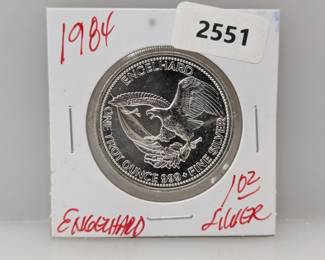 1984
2551
ENGELHARD
ONE TROY OUNCE 999+ FINE SILVER
ENGELHARD
1OZ
SILVER